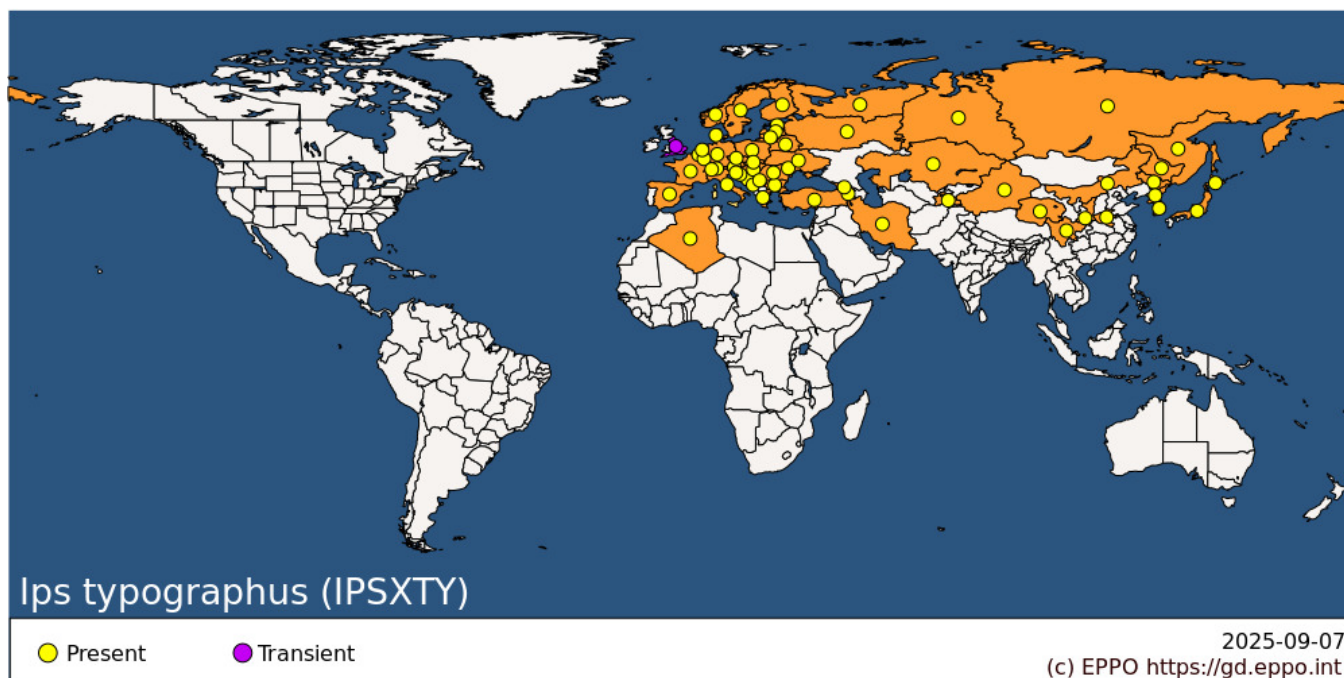 Ips typographus (IPSXTY)
Present
Transient
2025-09-07
(c) EPPO https://gd.eppo.int